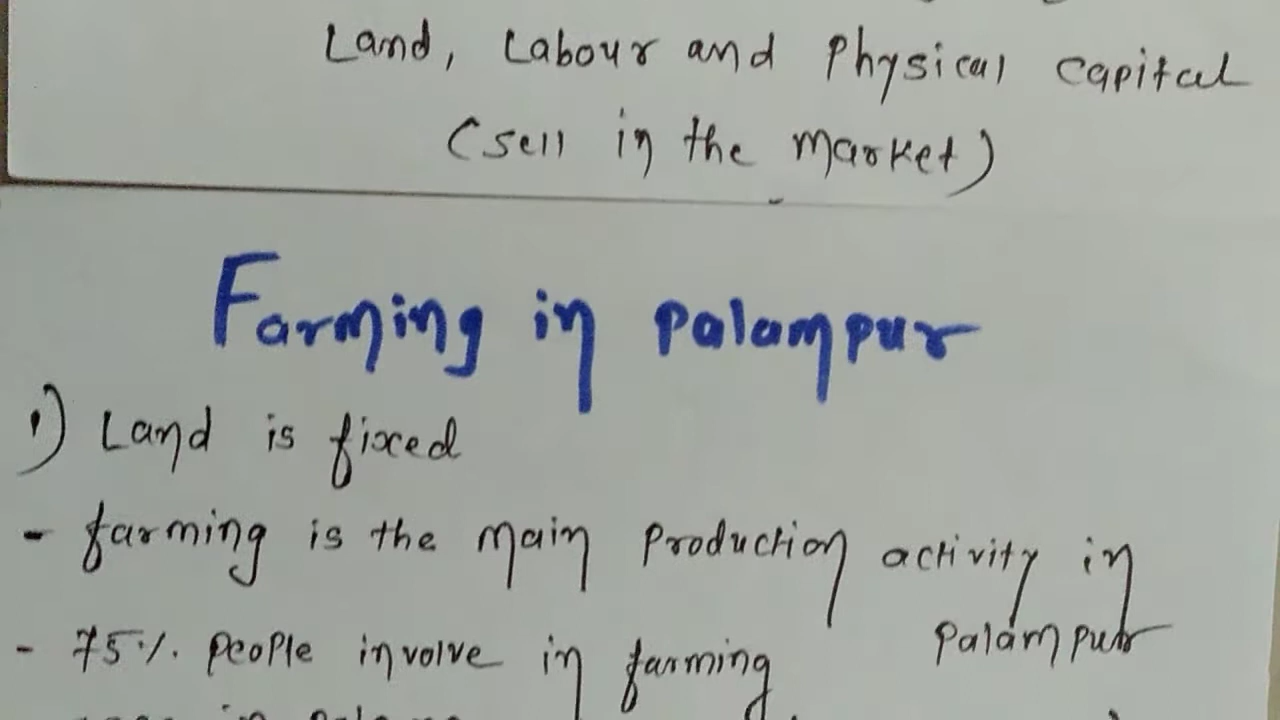 Land, Labour and Physical capital
(sell in the market)
Farming in palampur
1) Land is fixed
- farming is the main production activity in
palampur
- 75% people involve in farming